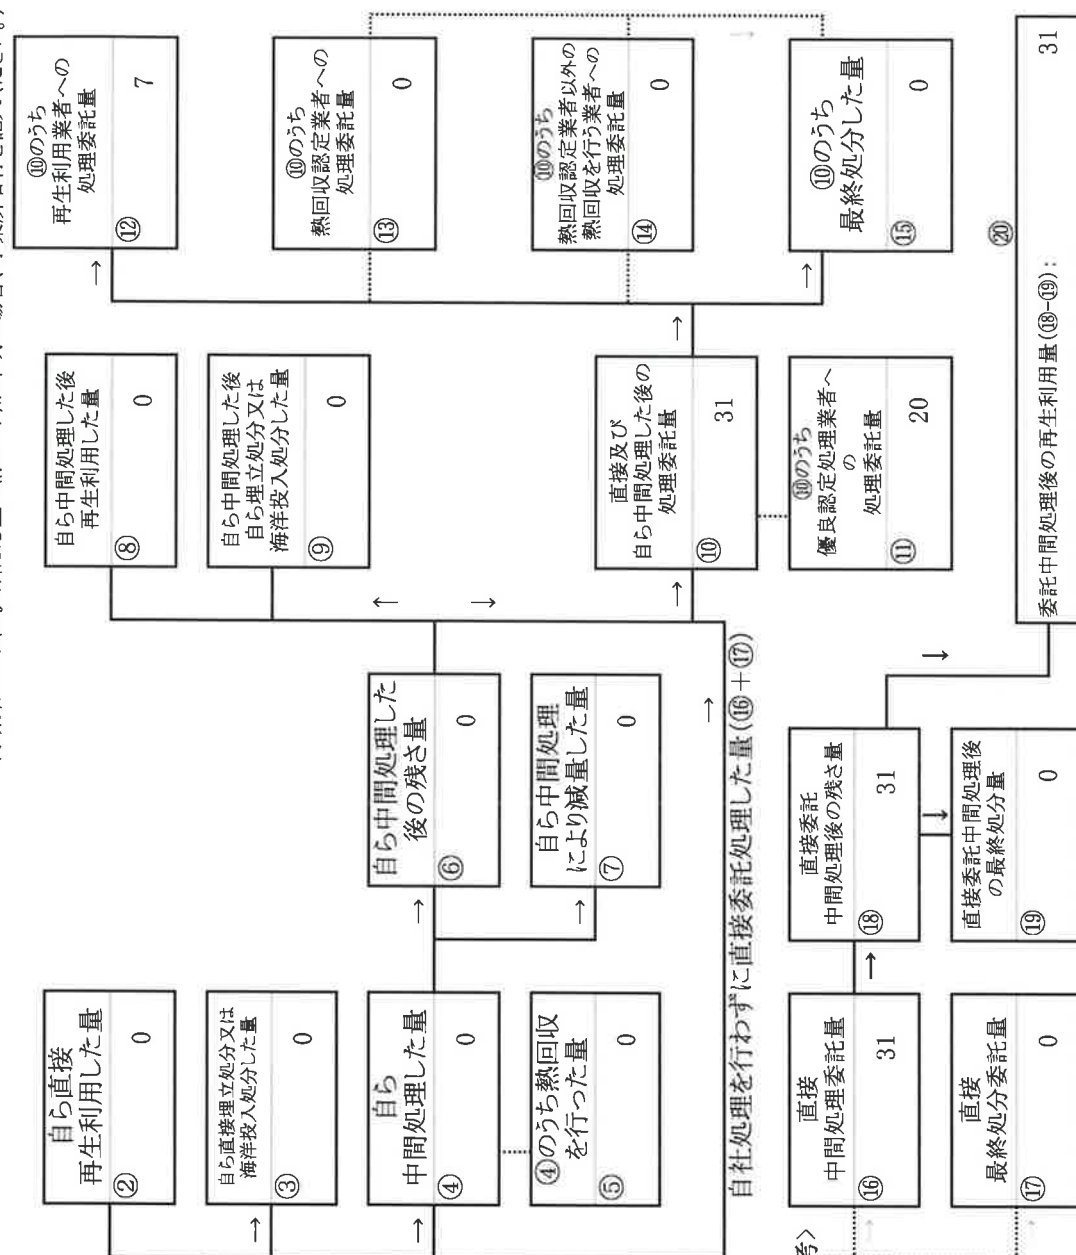 自ら直接
再生利用した量
②
0
自ら直接埋立処分又は
海洋投入処分した量
③
0
自ら
中間処理した量
④
0
④のうち熱回収
を行った量
⑤
0
自ら中間処理した
後の残さ量
⑥
0
自ら中間処理
により減量した量
⑦
0
自ら中間処理した後
再生利用した量
⑧
0
自ら中間処理した後
自ら埋立処分又は
海洋投入処分した量
⑨
0
直接及び
自ら中間処理した後の
処理委託量
⑩
31
⑩のうち
優良認定処理業者へ
の
処理委託量
⑪
20
⑩のうち
再生利用業者への
処理委託量
⑫
7
⑩のうち
熱回収認定業者への
処理委託量
⑬
0
⑩のうち
熱回収認定業者以外の
熱回収を行う業者への
処理委託量
⑭
0
⑩のうち
最終処分した量
⑮
0
自社処理を行わずに直接委託処理した量(⑯+⑰)
直接
中間処理委託量
⑯
31
直接
最終処分委託量
⑰
0
直接委託
中間処理後の残さ量
⑱
31
直接委託中間処理後
の最終処分量
⑲
0
⑳
委託中間処理後の再生利用量(⑱-⑲):
31